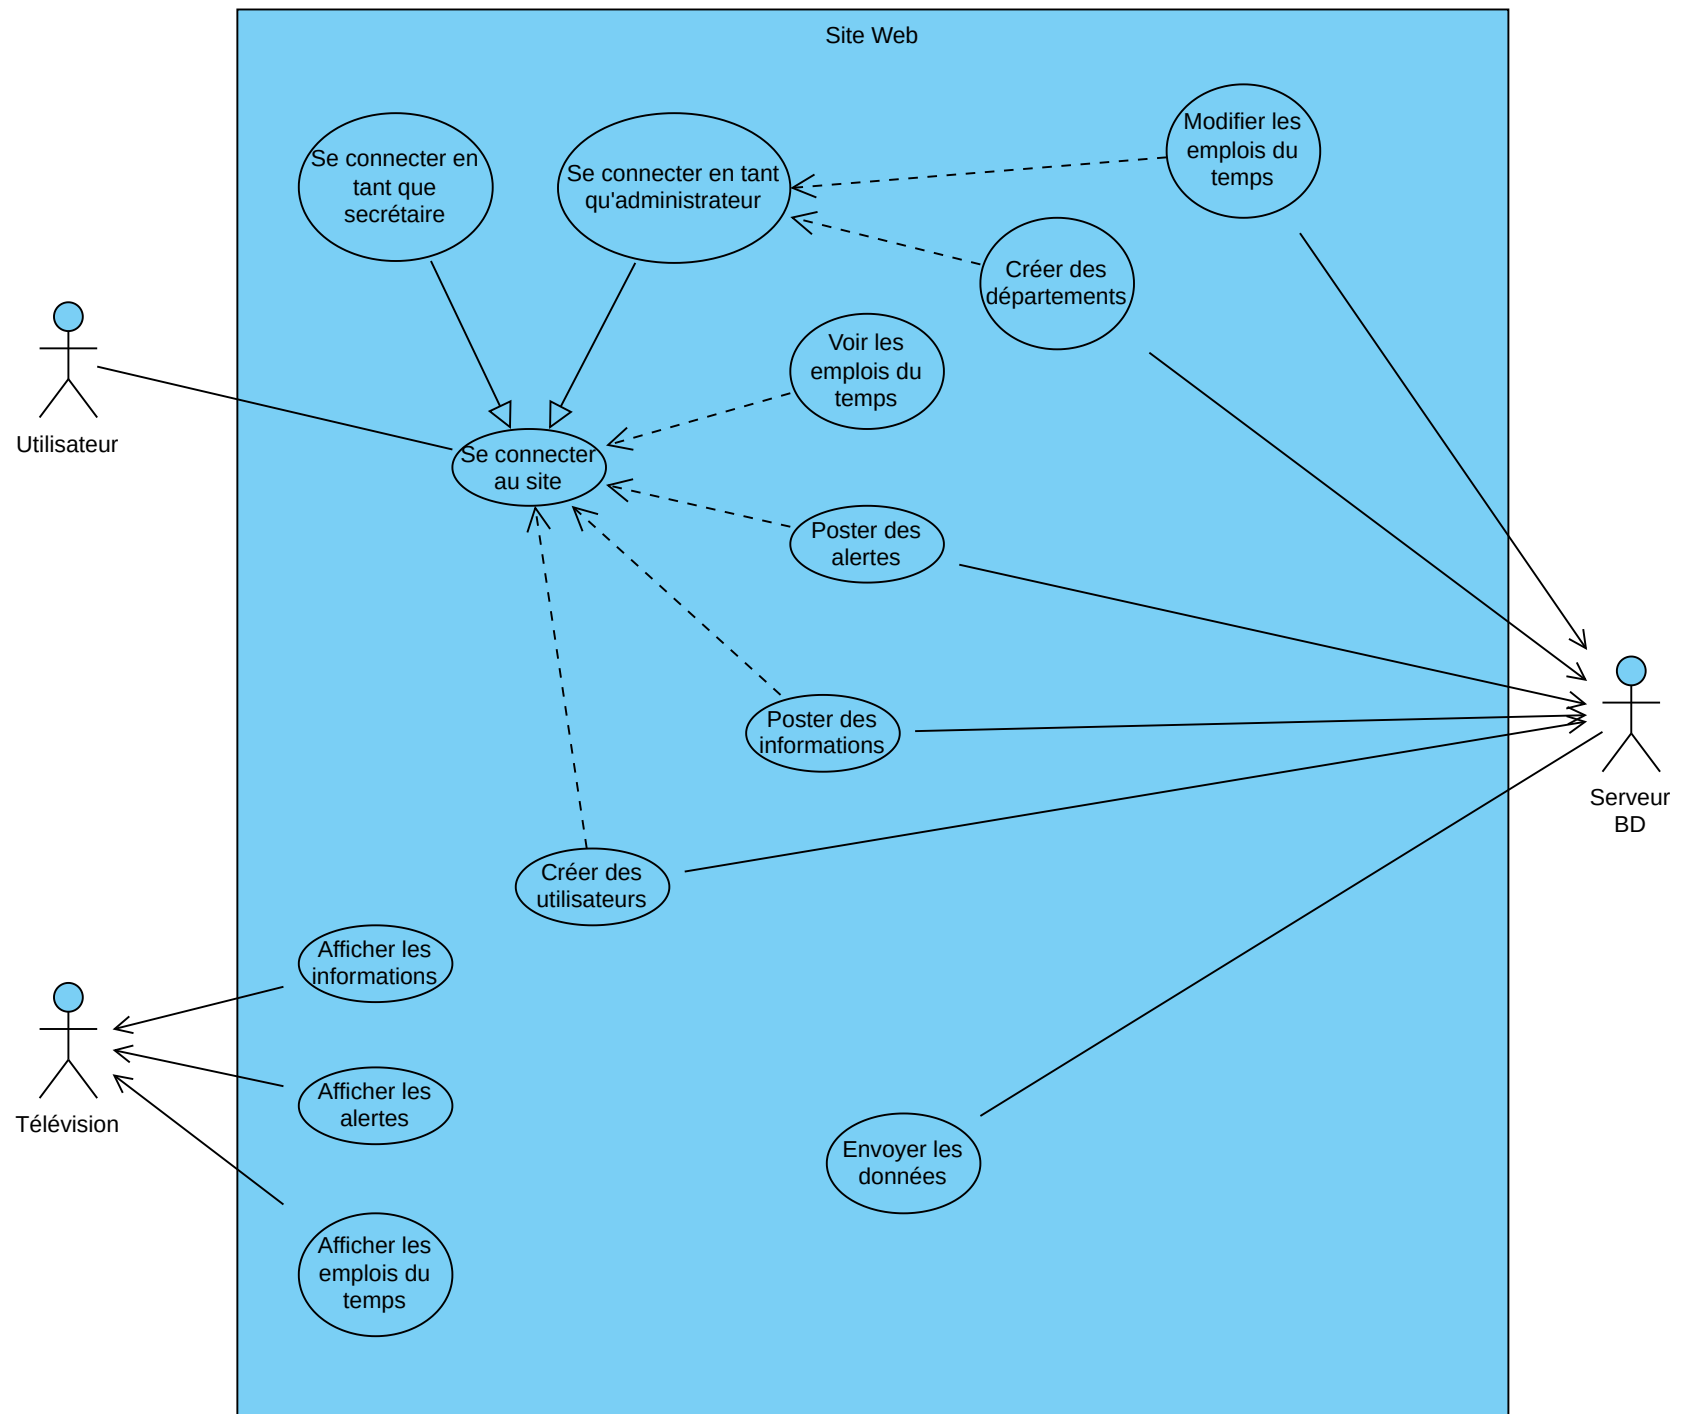 Site Web
Se connecter en
tant que
secrétaire
Se connecter en tant
qu'administrateur
Modifier les
emplois du
temps
Créer des
départements
Voir les
emplois du
temps
Utilisateur
Se connecter
au site
Poster des
alertes
Poster des
informations
Serveur
BD
Créer des
utilisateurs
Afficher les
informations
Télévision
Afficher les
alertes
Envoyer les
données
Afficher les
emplois du
temps